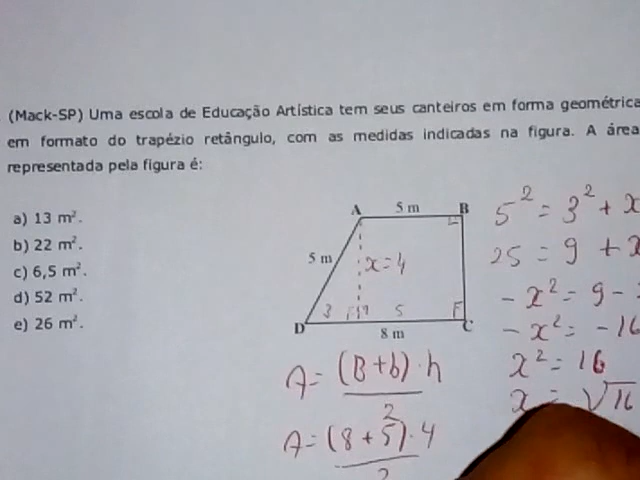 (Mack-SP) Uma escola de Educação Artística tem seus canteiros em forma geométrica
em formato do trapézio retângulo, com as medidas indicadas na figura. A área
representada pela figura é:
a) 13 m².
b) 22 m².
c) 6,5 m².
d) 52 m².
e) 26 m².
A 5 m B
5 m
x=4
3 5
D C
8 m
5² = 3² + x
25 = 9 +
- x² = 9 -
- x² = - 16
x² = 16
x = √16
A = (B+b)·h
2
A = (8+5)·4
2